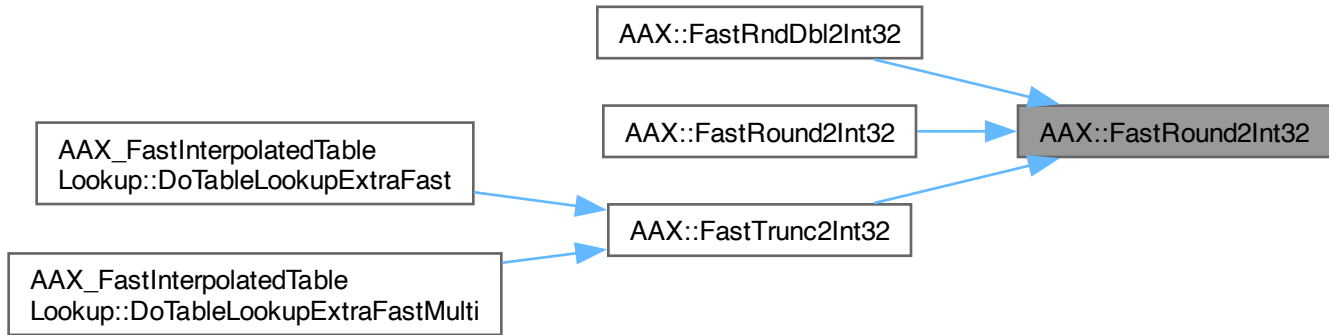 AAX::FastRndDbl2Int32
AAX::FastRound2Int32
AAX::FastRound2Int32
AAX_FastInterpolatedTable
Lookup::DoTableLookupExtraFast
AAX::FastTrunc2Int32
AAX_FastInterpolatedTable
Lookup::DoTableLookupExtraFastMulti